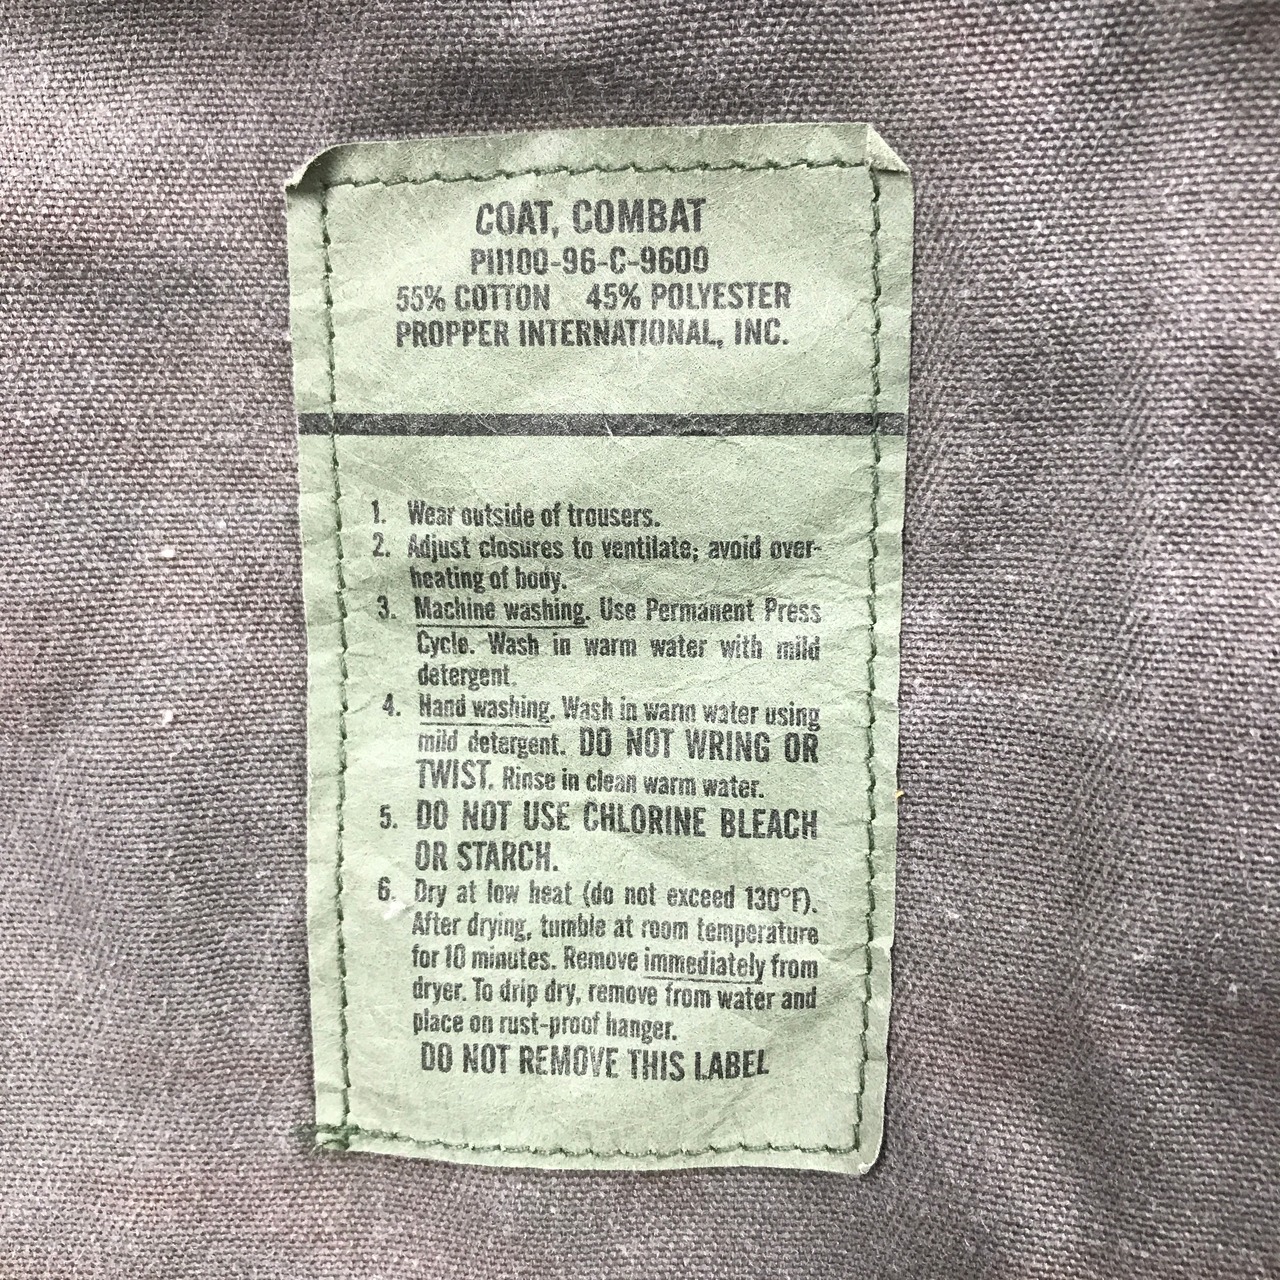 COAT, COMBAT
PII100-96-C-9600
55% COTTON 45% POLYESTER
PROPPER INTERNATIONAL, INC.
1. Wear outside of trousers.
2. Adjust closures to ventilate; avoid over-
heating of body.
3. Machine washing. Use Permanent Press
Cycle. Wash in warm water with mild
detergent.
4. Hand washing. Wash in warm water using
mild detergent. DO NOT WRING OR
TWIST. Rinse in clean warm water.
5. DO NOT USE CHLORINE BLEACH
OR STARCH.
6. Dry at low heat (do not exceed 130°F).
After drying, tumble at room temperature
for 10 minutes. Remove immediately from
dryer. To drip dry, remove from water and
place on rust-proof hanger.
DO NOT REMOVE THIS LABEL